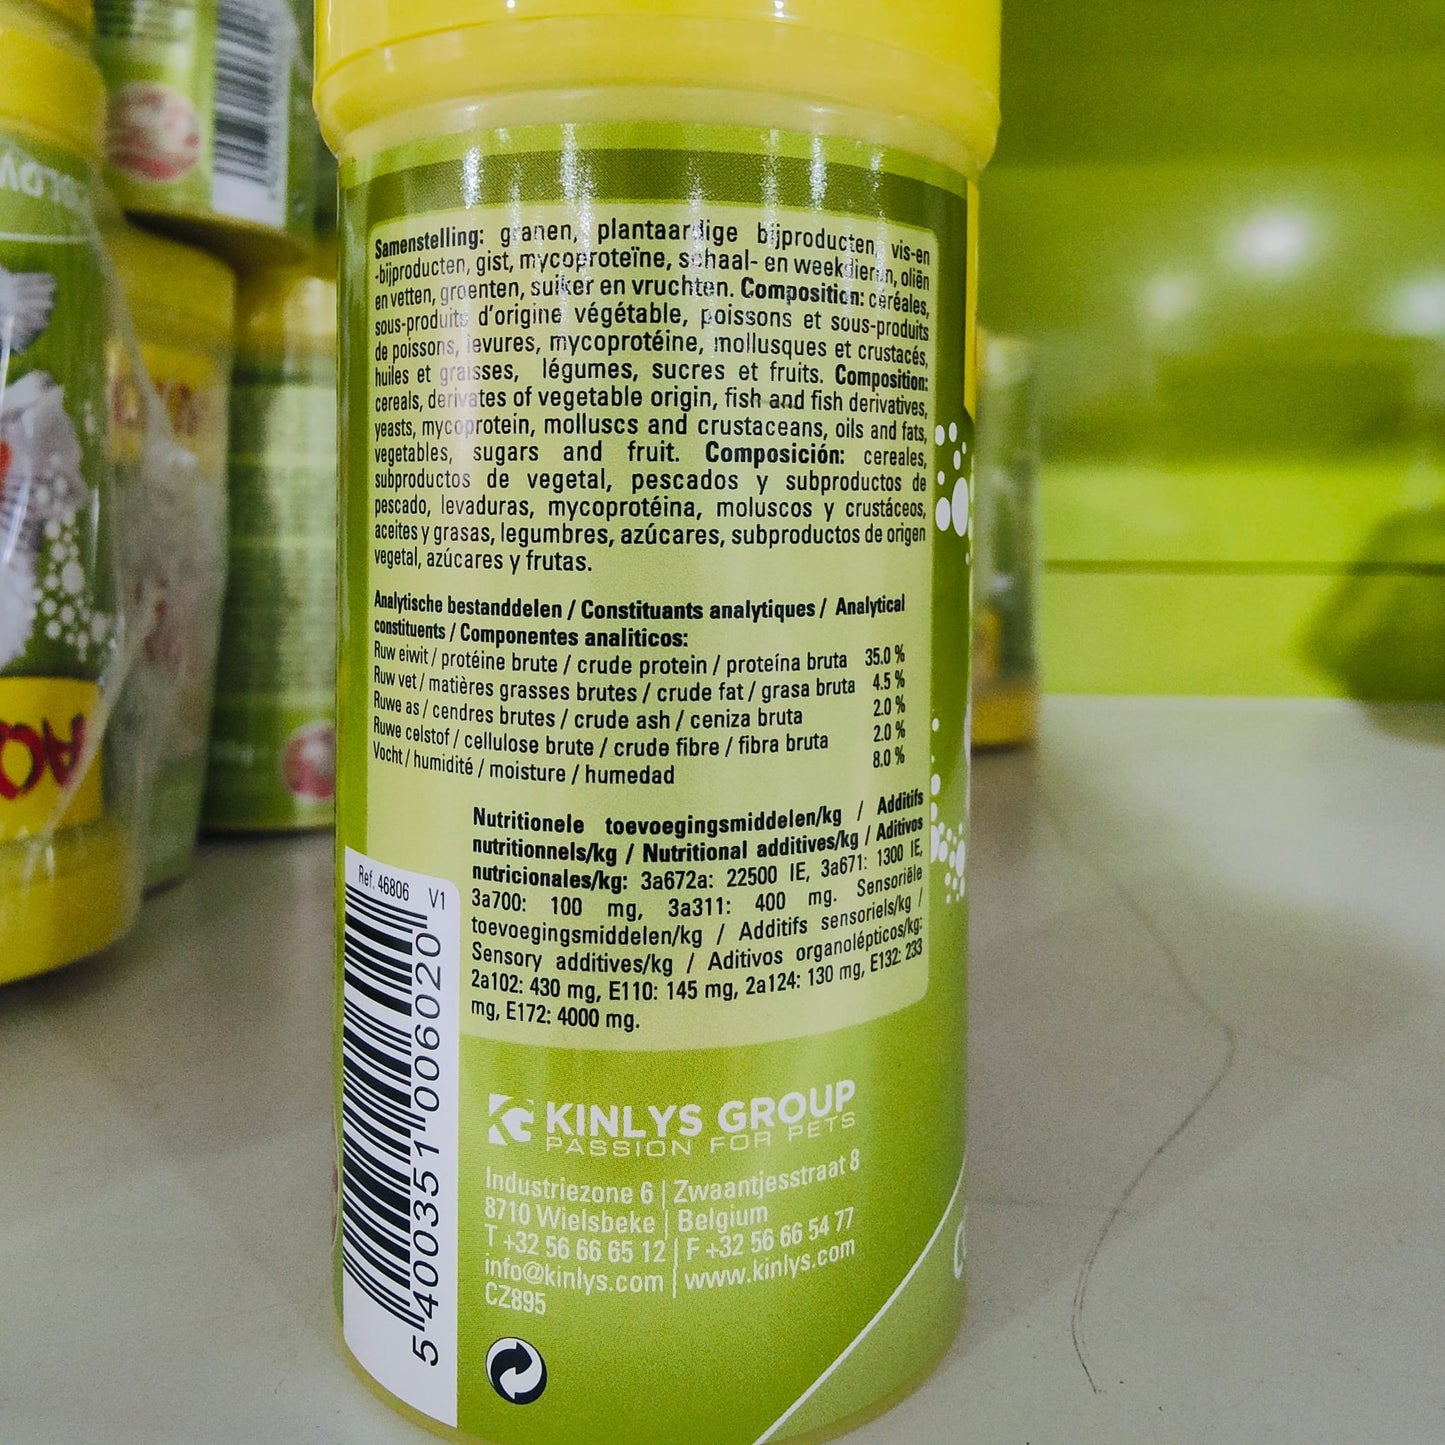 Samenstelling: granen, plantaardige bijproducten, vis-en
-bijproducten, gist, mycoproteïne, schaal- en weekdieren, oliën
en vetten, groenten, suiker en vruchten. Composition: céréales,
sous-produits d'origine végétable, poissons et sous-produits
de poissons, levures, mycoprotéine, mollusques et crustacés,
huiles et graisses, légumes, sucres et fruits. Composition:
cereals, derivates of vegetable origin, fish and fish derivatives,
yeasts, mycoprotein, molluscs and crustaceans, oils and fats,
vegetables, sugars and fruit. Composición: cereales,
subproductos de vegetal, pescados y subproductos de
pescado, levaduras, mycoprotéina, moluscos y crustáceos,
aceites y grasas, legumbres, azúcares, subproductos de origen
vegetal, azúcares y frutas.
Analytische bestanddelen / Constituants analytiques / Analytical
constituents / Componentes analiticos:
Ruw eiwit / protéine brute / crude protein / proteína bruta 35.0 %
Ruw vet / matières grasses brutes / crude fat / grasa bruta 4.5 %
Ruwe as / cendres brutes / crude ash / ceniza bruta 2.0 %
Ruwe celstof / cellulose brute / crude fibre / fibra bruta 2.0 %
Vocht / humidité / moisture / humedad 8.0 %
Nutritionele toevoegingsmiddelen/kg / Additifs
nutritionnels/kg / Nutritional additives/kg / Aditivos
nutricionales/kg: 3a672a: 22500 IE, 3a671: 1300 IE,
3a700: 100 mg, 3a311: 400 mg. Sensoriële
toevoegingsmiddelen/kg / Additifs sensoriels/kg /
Sensory additives/kg / Aditivos organolépticos/kg:
2a102: 430 mg, E110: 145 mg, 2a124: 130 mg, E132: 233
mg, E172: 4000 mg.
Ref. 46806 V1
5 400351 006020
KINLYS GROUP
PASSION FOR PETS
Industriezone 6 | Zwaantjesstraat 8
8710 Wielsbeke | Belgium
T +32 56 66 65 12 | F +32 56 66 54 77
info@kinlys.com | www.kinlys.com
CZ895